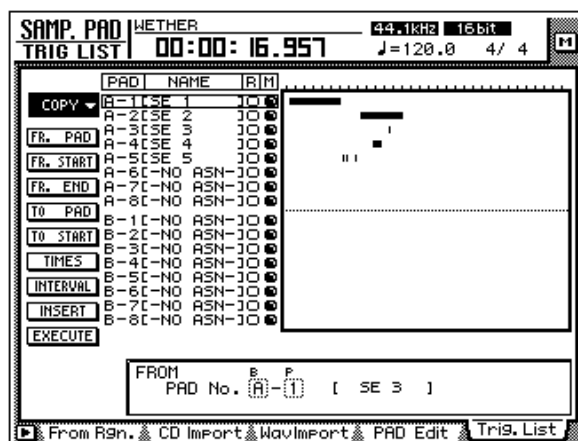 SAMP. PAD
TRIG LIST
WETHER
00:00:16.957
44.1kHz 16bit
♩=120.0 4/ 4
M
PAD NAME R M
COPY
FR. PAD
FR. START
FR. END
TO PAD
TO START
TIMES
INTERVAL
INSERT
EXECUTE
A-1[SE 1 ]
A-2[SE 2 ]
A-3[SE 3 ]
A-4[SE 4 ]
A-5[SE 5 ]
A-6[-NO ASN-]
A-7[-NO ASN-]
A-8[-NO ASN-]
B-1[-NO ASN-]
B-2[-NO ASN-]
B-3[-NO ASN-]
B-4[-NO ASN-]
B-5[-NO ASN-]
B-6[-NO ASN-]
B-7[-NO ASN-]
B-8[-NO ASN-]
FROM B P
PAD No. A-1 [ SE 3 ]
From Rgn. CD Import WavImport PAD Edit Trig.List